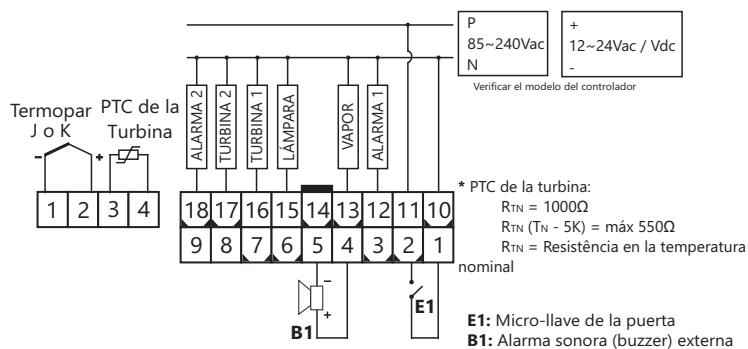 P
85~240Vac
N
+
12~24Vac / Vdc
-
Verificar el modelo del controlador
ALARMA 2
TURBINA 2
TURBINA 1
LÁMPARA
VAPOR
ALARMA 1
Termopar
J o K
PTC de la
Turbina
- + 
1 2 3 4
18 17 16 15 14 13 12 11 10
9 8 7 6 5 4 3 2 1
* PTC de la turbina:
RTN = 1000Ω
RTN (TN - 5K) = máx 550Ω
RTN = Resistência en la temperatura
nominal
-
+
B1
E1
E1: Micro-llave de la puerta
B1: Alarma sonora (buzzer) externa